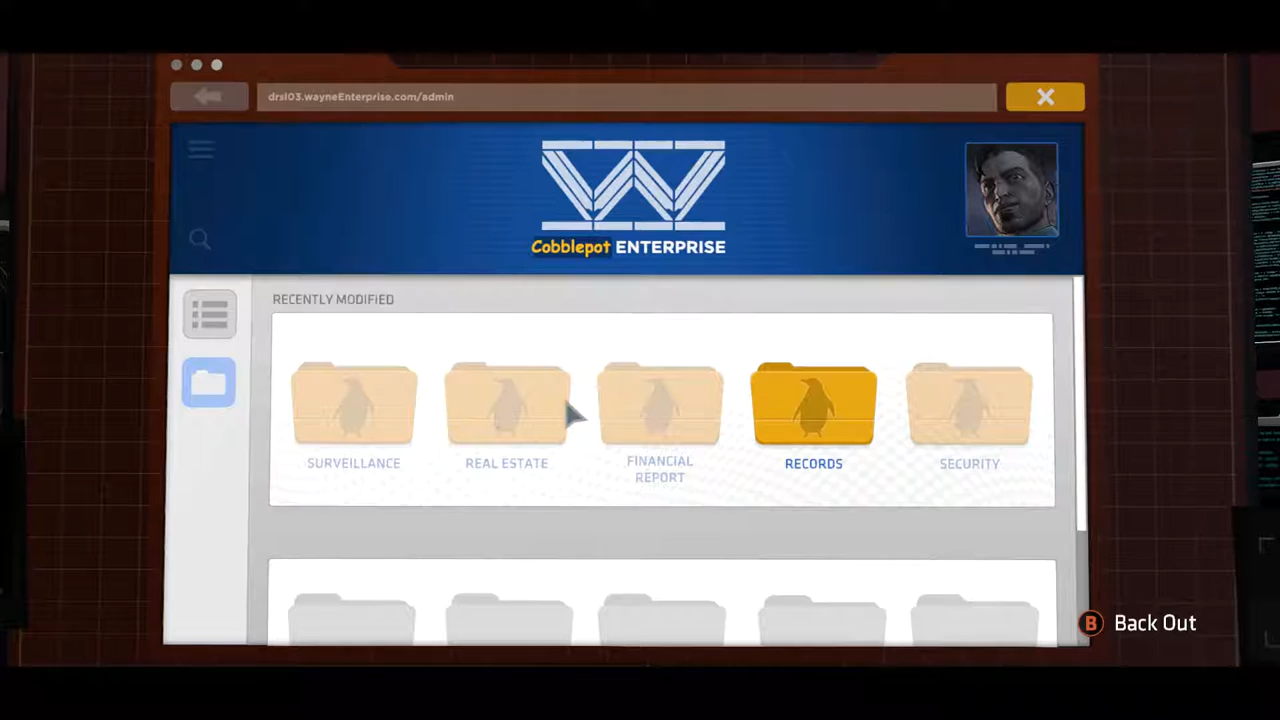 drsl03.wayneEnterprise.com/admin
Cobblepot ENTERPRISE
RECENTLY MODIFIED
SURVEILLANCE
REAL ESTATE
FINANCIAL
REPORT
RECORDS
SECURITY
B Back Out